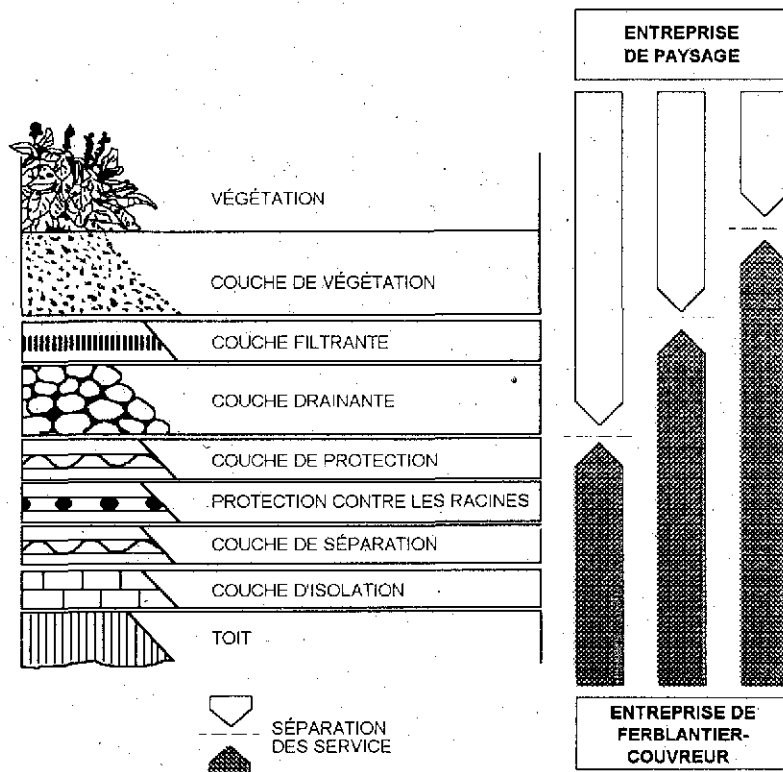 ENTREPRISE
DE PAYSAGE
VÉGÉTATION
COUCHE DE VÉGÉTATION
COUCHE FILTRANTE
COUCHE DRAINANTE
COUCHE DE PROTECTION
PROTECTION CONTRE LES RACINES
COUCHE DE SÉPARATION
COUCHE D'ISOLATION
TOIT
SÉPARATION
DES SERVICE
ENTREPRISE DE
FERBLANTIER-
COUVREUR